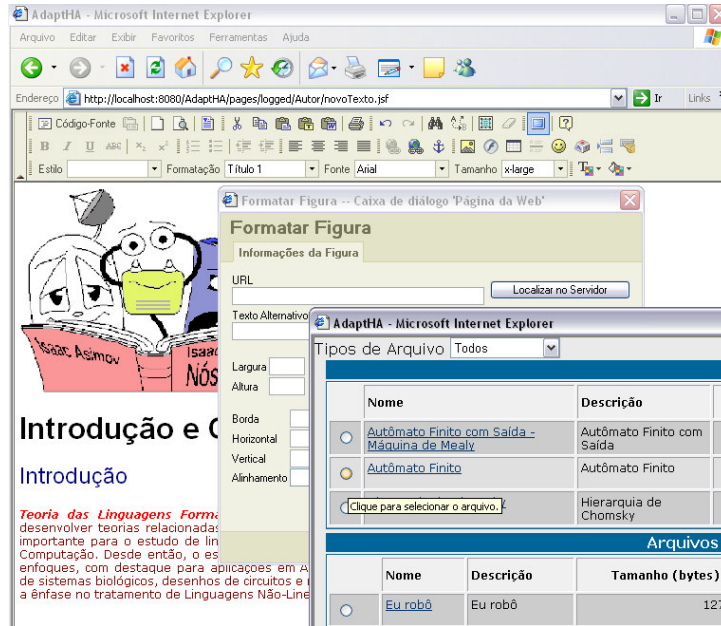 AdaptHA - Microsoft Internet Explorer
Arquivo Editar Exibir Favoritos Ferramentas Ajuda
Endereço http://localhost:8080/AdaptHA/pages/logged/Autor/novoTexto.jsf Ir Links
Código-Fonte
B I U ABC x₂ x²
Estilo Formatação Título 1 Fonte Arial Tamanho x-large
Isaac Asimov
Isaa
Nós
Introdução e C
Introdução
Teoria das Linguagens Forma
desenvolver teorias relacionadas
importante para o estudo de lin
Computação. Desde então, o es
enfoques, com destaque para aplicações em A
de sistemas biológicos, desenhos de circuitos e
a ênfase no tratamento de Linguagens Não-Line
Formatar Figura -- Caixa de diálogo 'Página da Web'
Formatar Figura
Informações da Figura
URL
Localizar no Servidor
Texto Alternativo
Largura
Altura
Borda
Horizontal
Vertical
Alinhamento
AdaptHA - Microsoft Internet Explorer
Tipos de Arquivo Todos
Nome Descrição
Autômato Finito com Saída - Autômato Finito com
Máquina de Mealy Saída
Autômato Finito Autômato Finito
Clique para selecionar o arquivo. Hierarquia de
Chomsky
Arquivos
Nome Descrição Tamanho (bytes)
Eu robô Eu robô 127